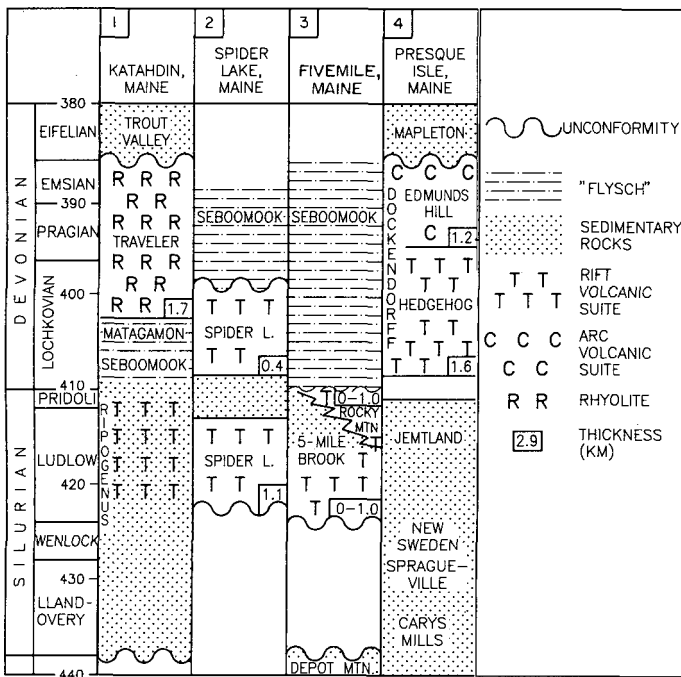 1
KATAHDIN,
MAINE
2
SPIDER
LAKE,
MAINE
3
FIVEMILE,
MAINE
4
PRESQUE
ISLE,
MAINE
DEVONIAN
SILURIAN
380
EIFELIAN
EMSIAN
390
PRAGIAN
400
LOCHKOVIAN
410
PRIDOLI
LUDLOW
420
WENLOCK
430
LLAND-
OVERY
440
TROUT
VALLEY
R R R
R R
R R R
TRAVELER
R R R
R R
R R
1.7
MATAGAMON
SEBOOMOOK
RIPOGENUS
T T T
T T T
T T T
T T T
T T T
SEBOOMOOK
T T T
SPIDER L.
T T
0.4
T T T
SPIDER L.
T T
1.1
SEBOOMOOK
T
0-1.0
ROCKY
MTN
T
5-MILE
BROOK
T
T T
T
0-1.0
DEPOT MTN.
MAPLETON
C C C
DOCKENDORFF
EDMUNDS
HILL
C
1.2
T T T
T T
HEDGEHOG
T T
T T
1.6
JEMTLAND
NEW
SWEDEN
SPRAGUE-
VILLE
CARYS
MILLS
UNCONFORMITY
"FLYSCH"
SEDIMENTARY
ROCKS
T T
T T T
RIFT
VOLCANIC
SUITE
C C C
C C
ARC
VOLCANIC
SUITE
R R
RHYOLITE
2.9
THICKNESS
(KM)